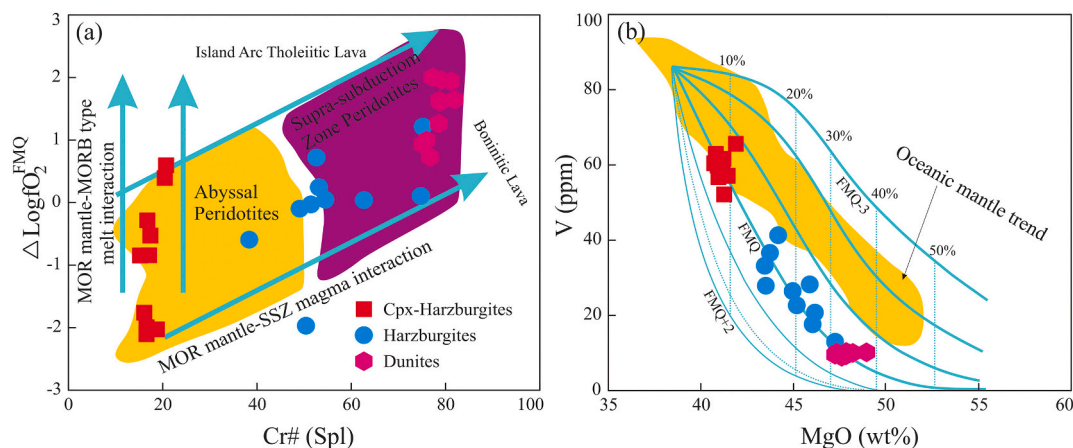 (a)
Island Arc Tholeiitic Lava
Supra-subduction
Zone Peridotites
MOR mantle-MORB type
melt interaction
Abyssal
Peridotites
Boninitic Lava
MOR mantle-SSZ magma interaction
Cpx-Harzburgites
Harzburgites
Dunites
△LogfO2^FMQ
3
2
1
0
-1
-2
-3
0
20
40
60
80
100
Cr# (Spl)
(b)
10%
20%
30%
40%
50%
FMQ-3
FMQ
FMQ+2
Oceanic mantle
trend
V (ppm)
100
80
60
40
20
0
35
40
45
50
55
60
MgO (wt%)